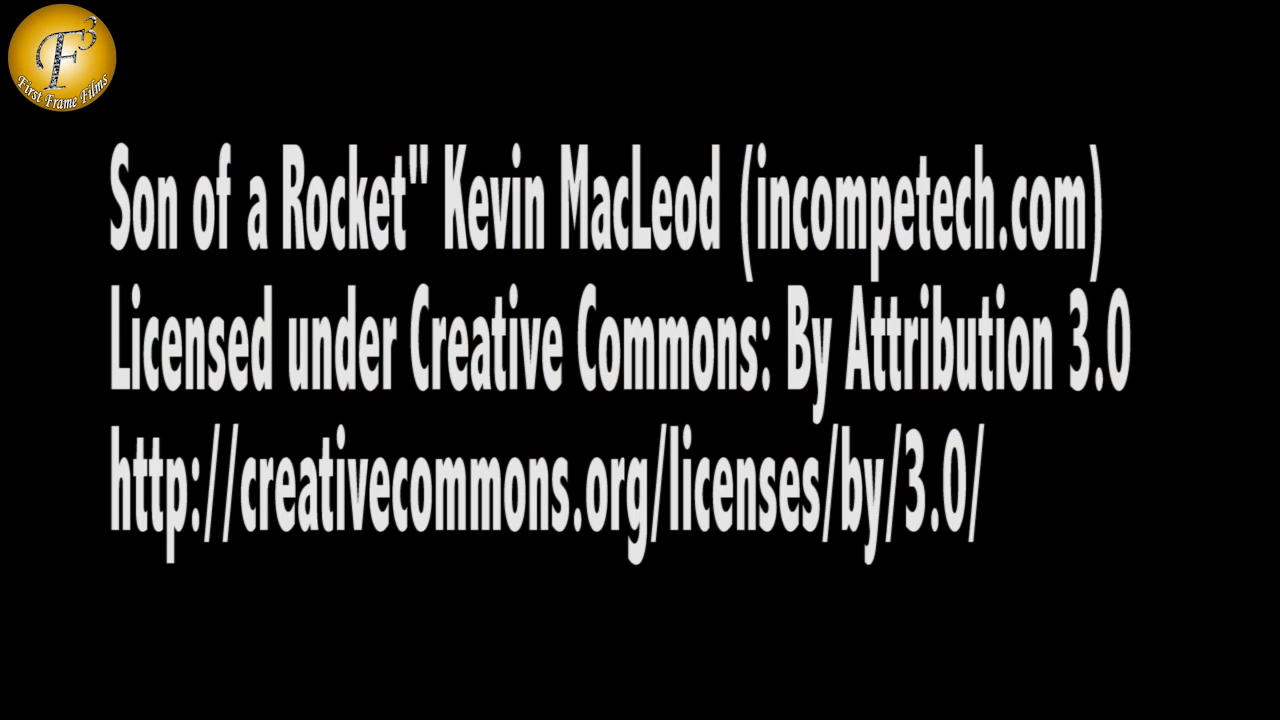 F3
First Frame Films
Son of a Rocket" Kevin MacLeod (incompetech.com)
Licensed under Creative Commons: By Attribution 3.0
http://creativecommons.org/licenses/by/3.0/